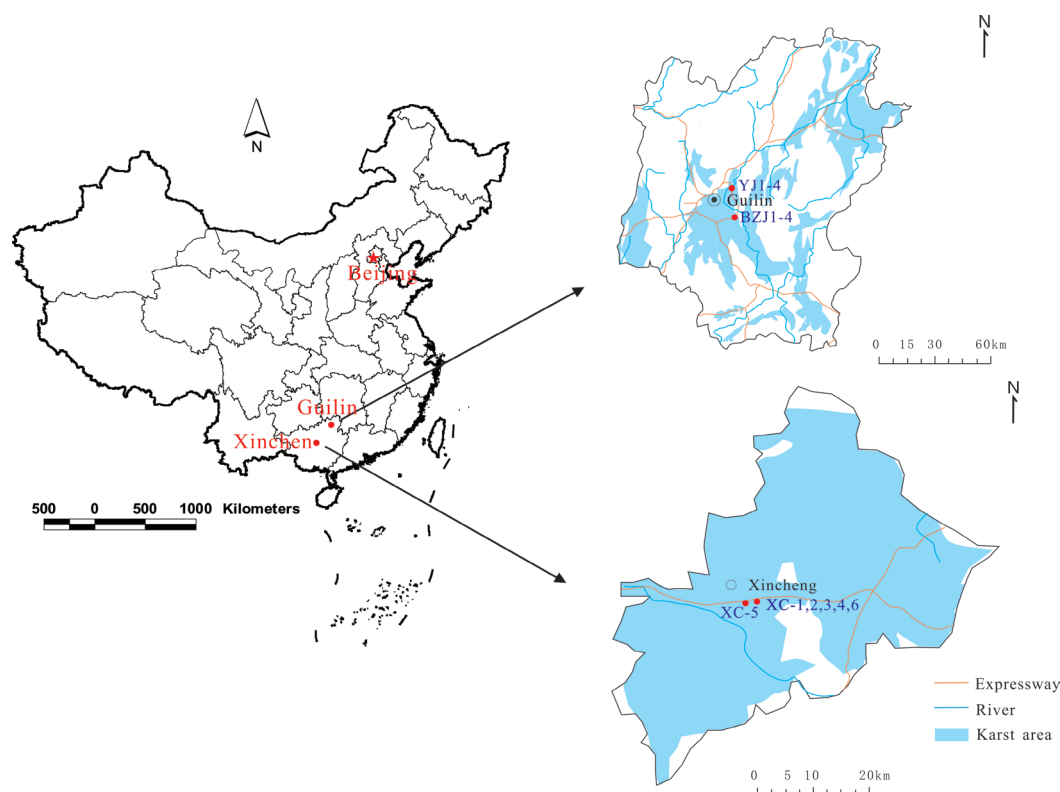 N
Beijing
Guilin
Xinchen
500 0 500 1000 Kilometers
N
YJ1-4
Guilin
BZJ1-4
0 15 30 60km
N
Xincheng
XC-5 XC-1,2,3,4,6
Expressway
River
Karst area
0 5 10 20km